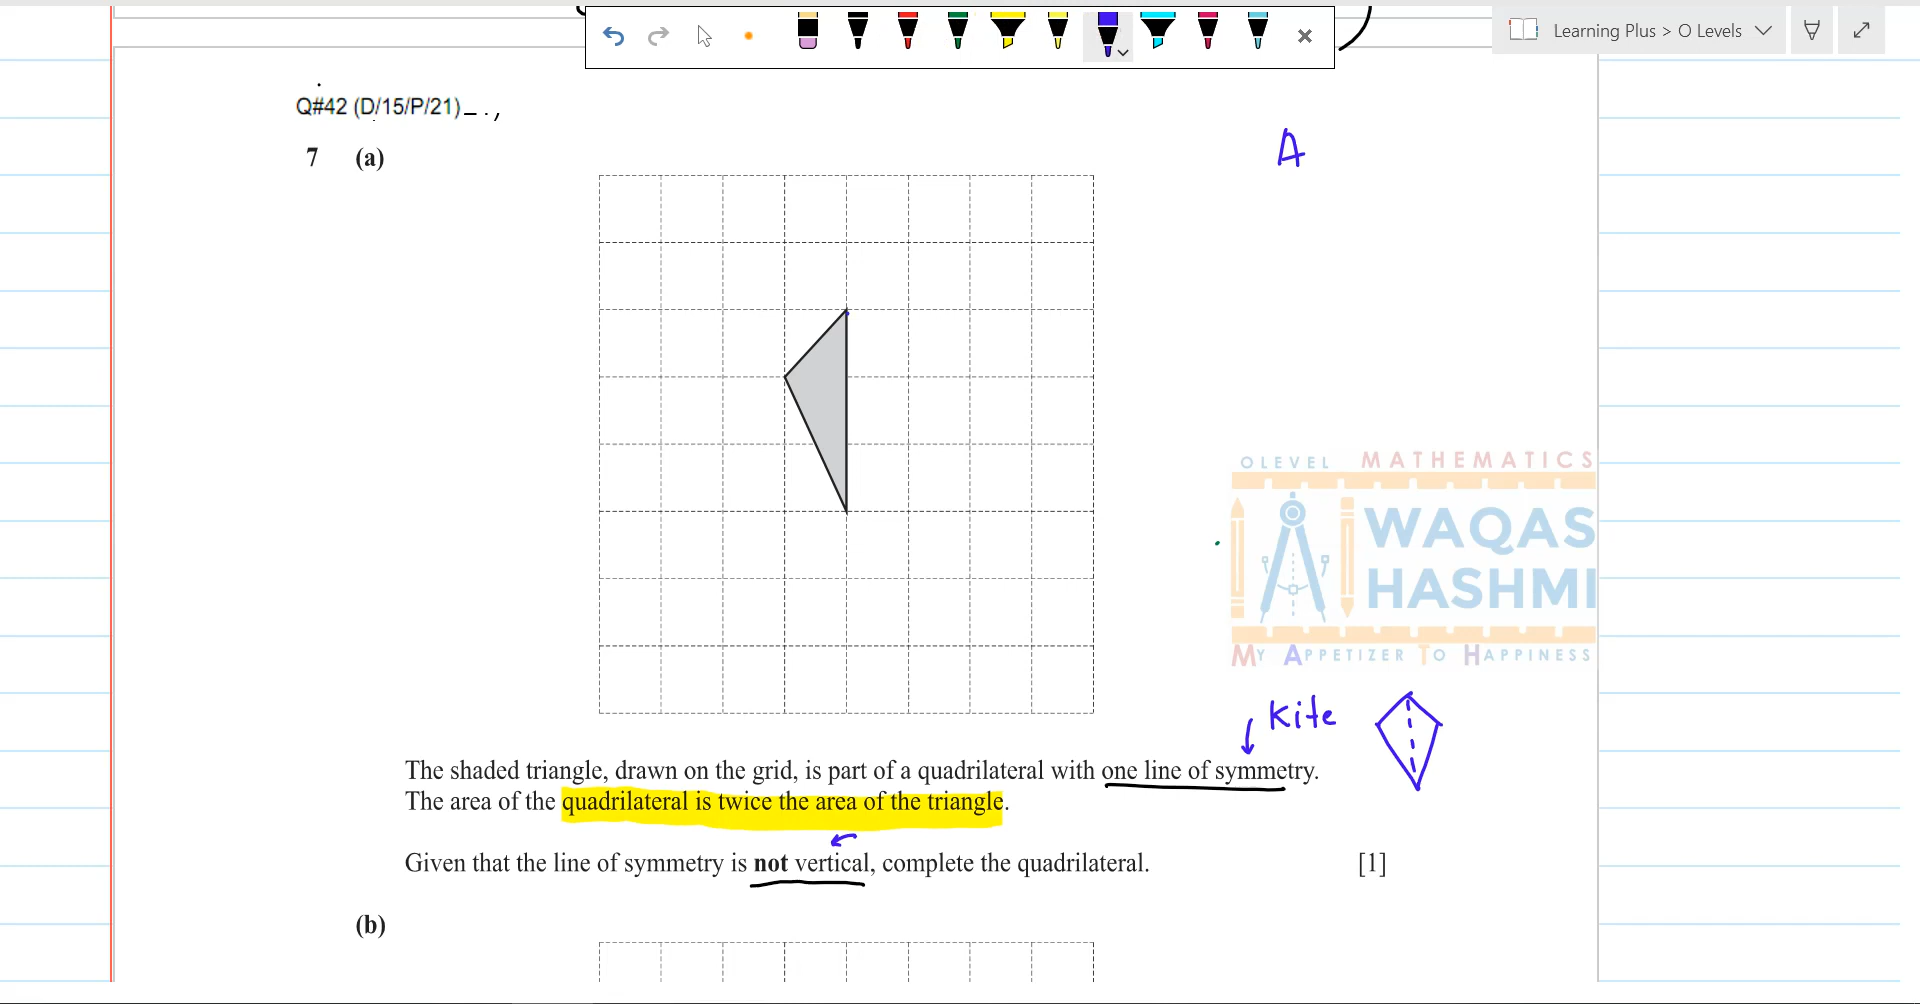 Learning Plus > O Levels
Q#42 (D/15/P/21)
7 (a)
A
OLEVEL MATHEMATICS
WAQAS
HASHMI
MY APPETIZER TO HAPPINESS
Kite
The shaded triangle, drawn on the grid, is part of a quadrilateral with one line of symmetry.
The area of the quadrilateral is twice the area of the triangle.
Given that the line of symmetry is not vertical, complete the quadrilateral. [1]
(b)